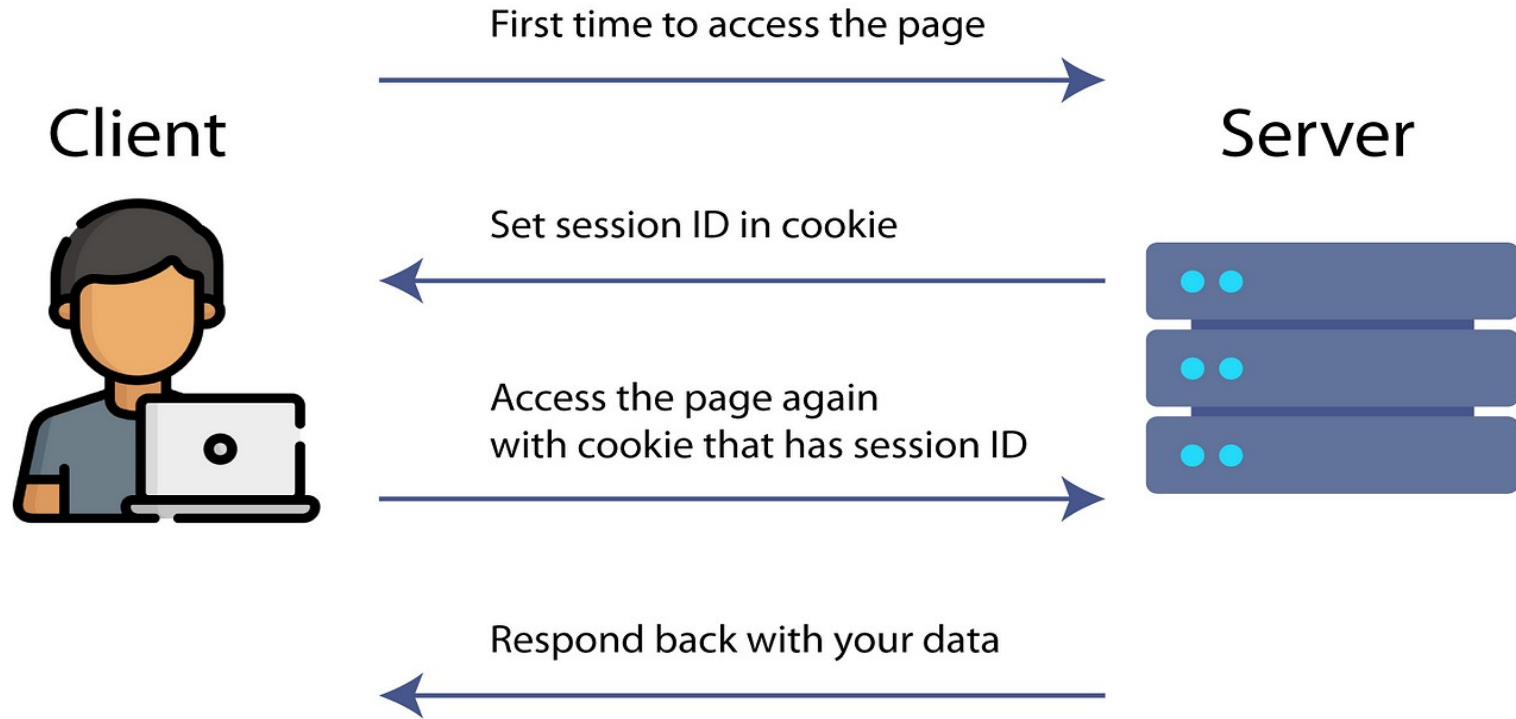 First time to access the page
Client
Server
Set session ID in cookie
Access the page again
with cookie that has session ID
Respond back with your data